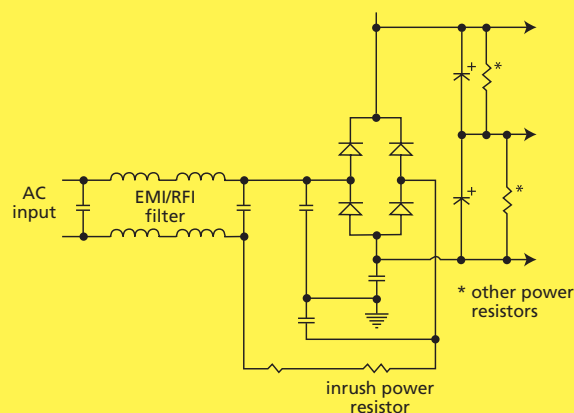 +
*
AC
input
EMI/RFI
filter
+
*
* other power
resistors
inrush power
resistor